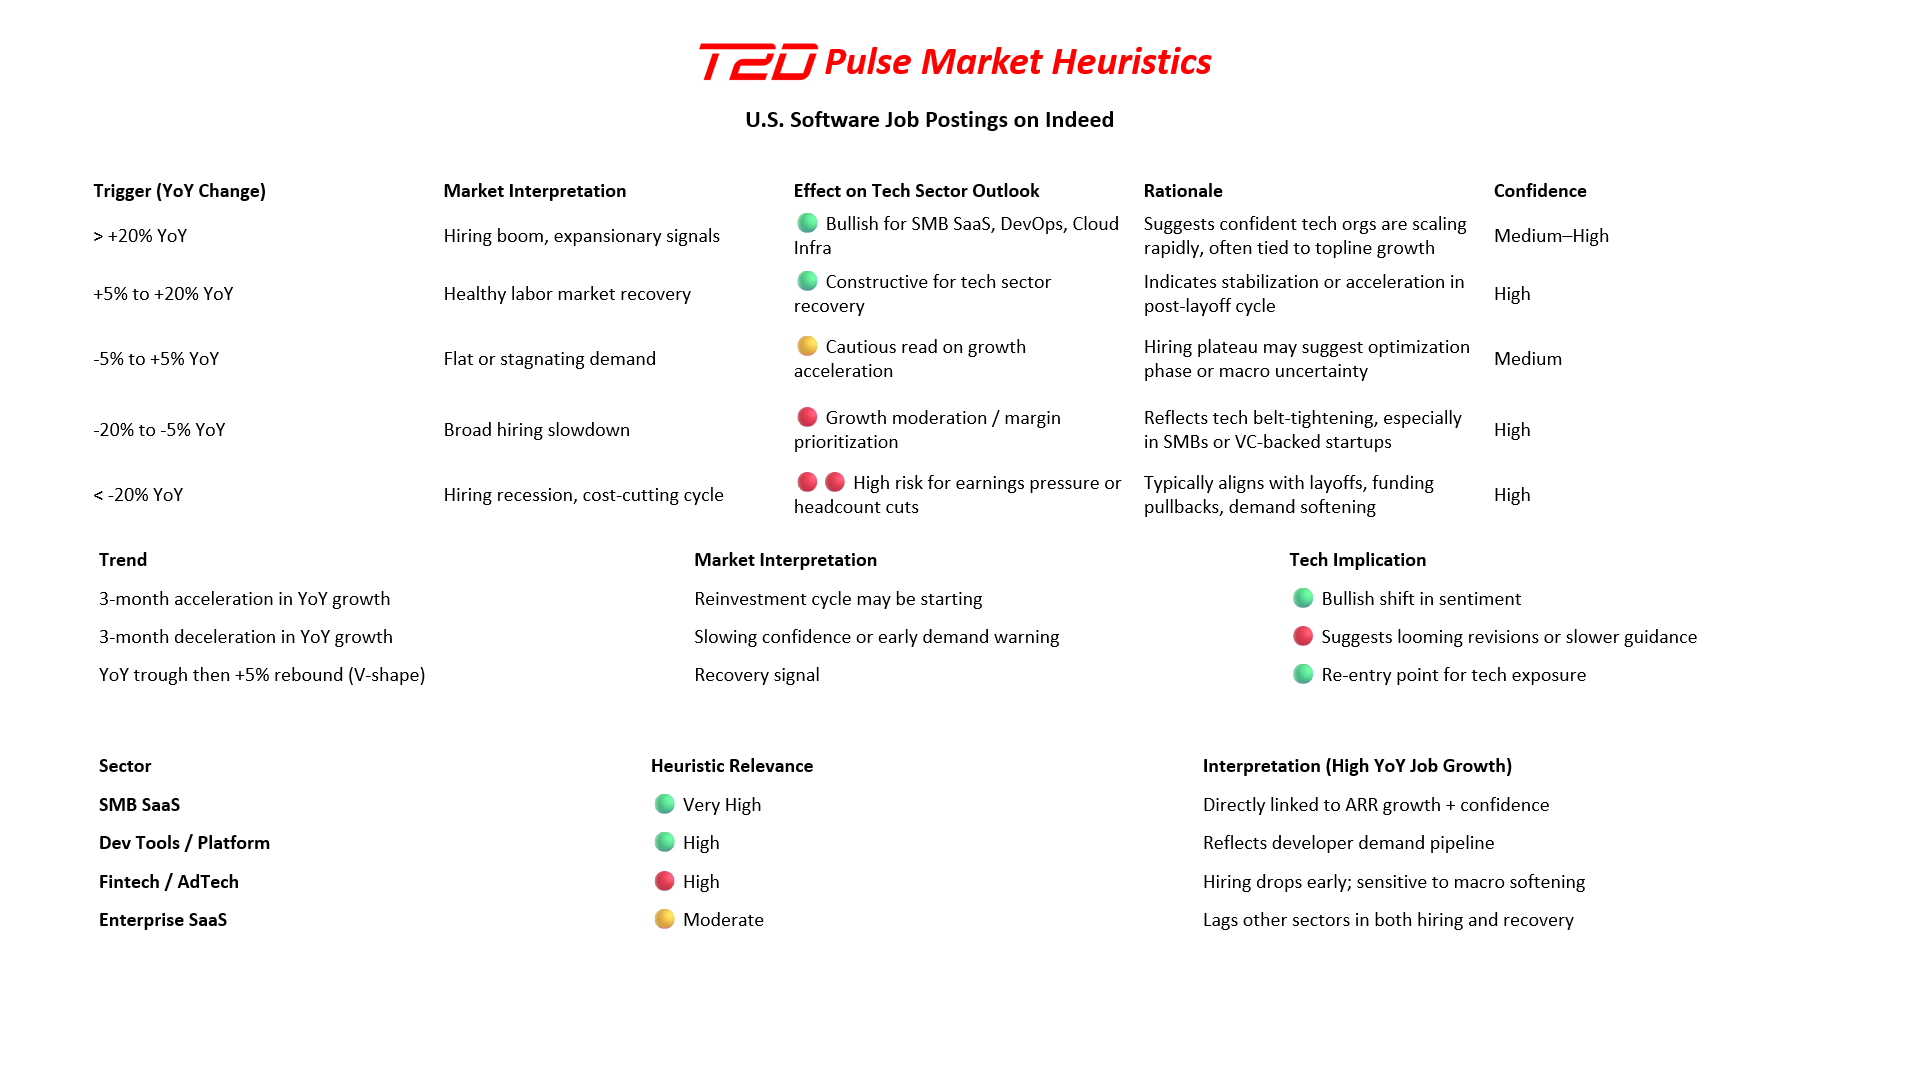 T2D Pulse Market Heuristics
U.S. Software Job Postings on Indeed
Trigger (YoY Change) Market Interpretation Effect on Tech Sector Outlook Rationale Confidence
> +20% YoY Hiring boom, expansionary signals Bullish for SMB SaaS, DevOps, Cloud Infra Suggests confident tech orgs are scaling rapidly, often tied to topline growth Medium–High
+5% to +20% YoY Healthy labor market recovery Constructive for tech sector recovery Indicates stabilization or acceleration in post-layoff cycle High
-5% to +5% YoY Flat or stagnating demand Cautious read on growth acceleration Hiring plateau may suggest optimization phase or macro uncertainty Medium
-20% to -5% YoY Broad hiring slowdown Growth moderation / margin prioritization Reflects tech belt-tightening, especially in SMBs or VC-backed startups High
< -20% YoY Hiring recession, cost-cutting cycle High risk for earnings pressure or headcount cuts Typically aligns with layoffs, funding pullbacks, demand softening High
Trend Market Interpretation Tech Implication
3-month acceleration in YoY growth Reinvestment cycle may be starting Bullish shift in sentiment
3-month deceleration in YoY growth Slowing confidence or early demand warning Suggests looming revisions or slower guidance
YoY trough then +5% rebound (V-shape) Recovery signal Re-entry point for tech exposure
Sector Heuristic Relevance Interpretation (High YoY Job Growth)
SMB SaaS Very High Directly linked to ARR growth + confidence
Dev Tools / Platform High Reflects developer demand pipeline
Fintech / AdTech High Hiring drops early; sensitive to macro softening
Enterprise SaaS Moderate Lags other sectors in both hiring and recovery